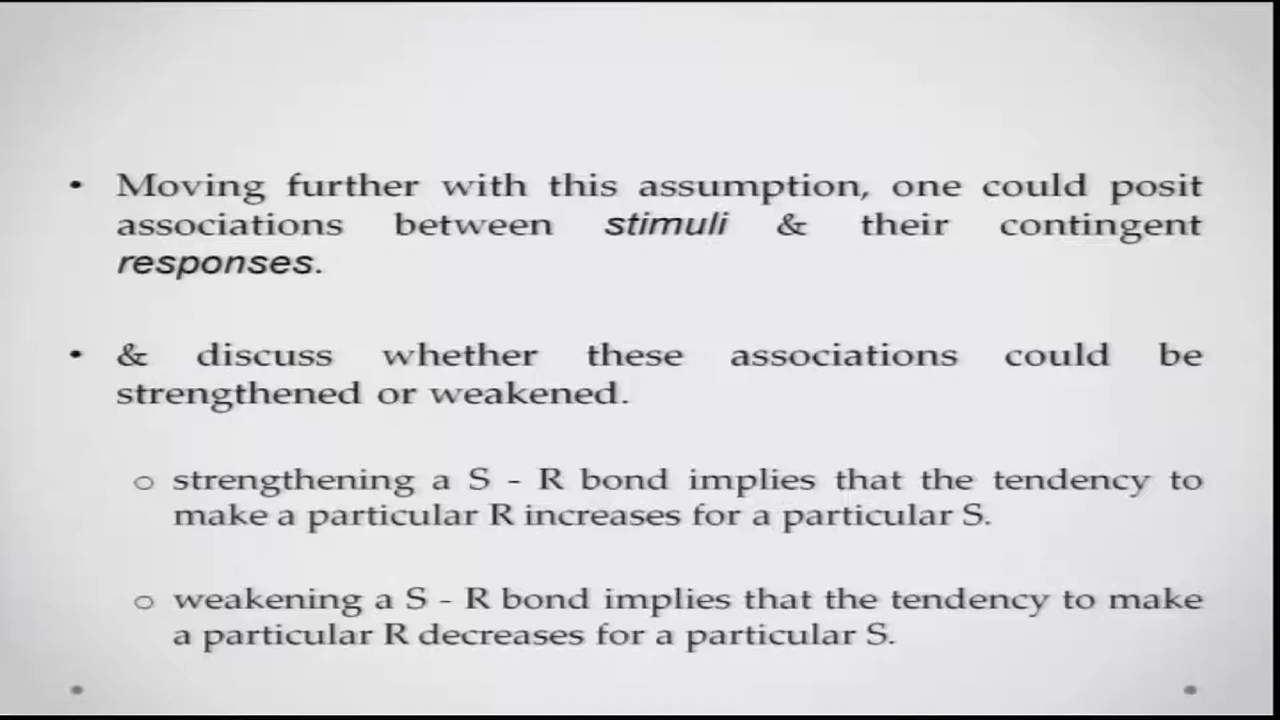 • Moving further with this assumption, one could posit
associations between stimuli & their contingent
responses.
• & discuss whether these associations could be
strengthened or weakened.
o strengthening a S - R bond implies that the tendency to
make a particular R increases for a particular S.
o weakening a S - R bond implies that the tendency to make
a particular R decreases for a particular S.